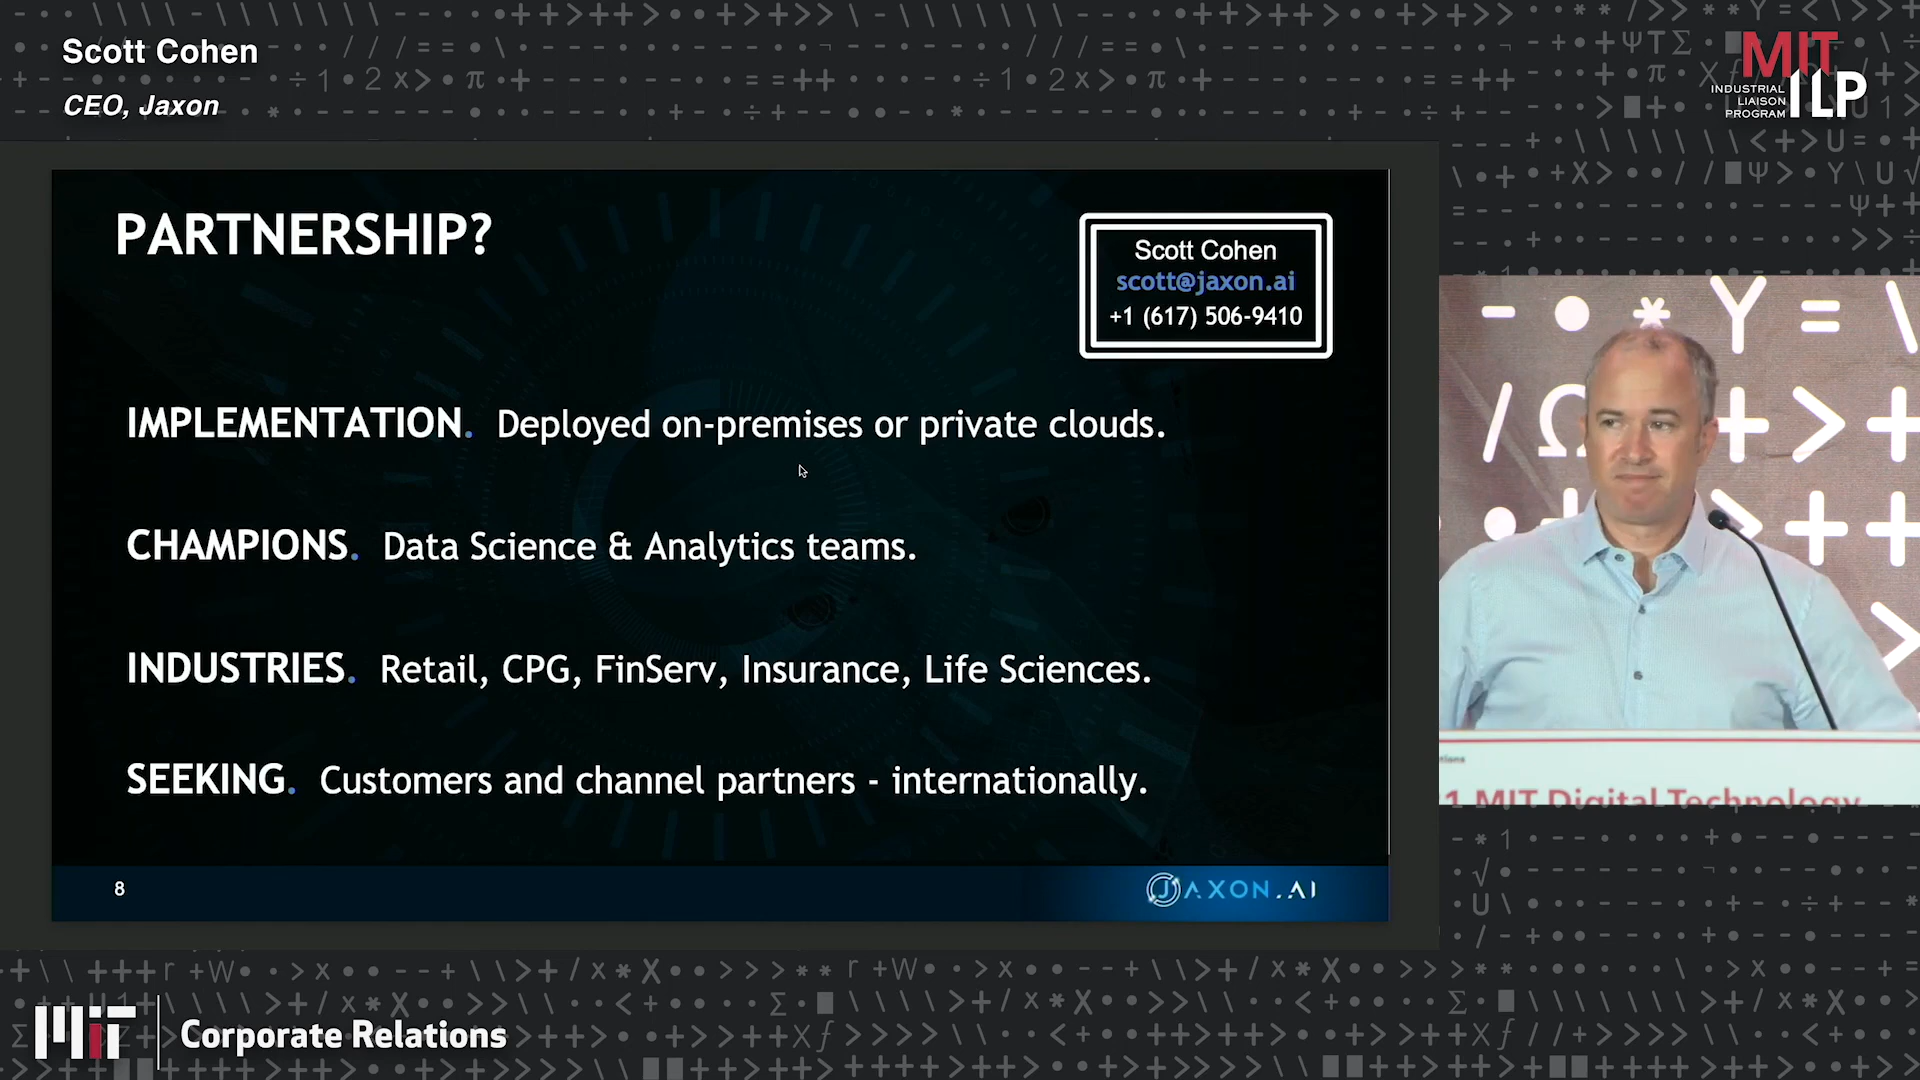 Scott Cohen
CEO, Jaxon
MIT
INDUSTRIAL
LIAISON
PROGRAM
ILP
PARTNERSHIP?
Scott Cohen
scott@jaxon.ai
+1 (617) 506-9410
IMPLEMENTATION. Deployed on-premises or private clouds.
CHAMPIONS. Data Science & Analytics teams.
INDUSTRIES. Retail, CPG, FinServ, Insurance, Life Sciences.
SEEKING. Customers and channel partners - internationally.
8
JAXON.AI
1 MIT Digital Technology
MIT
Corporate Relations